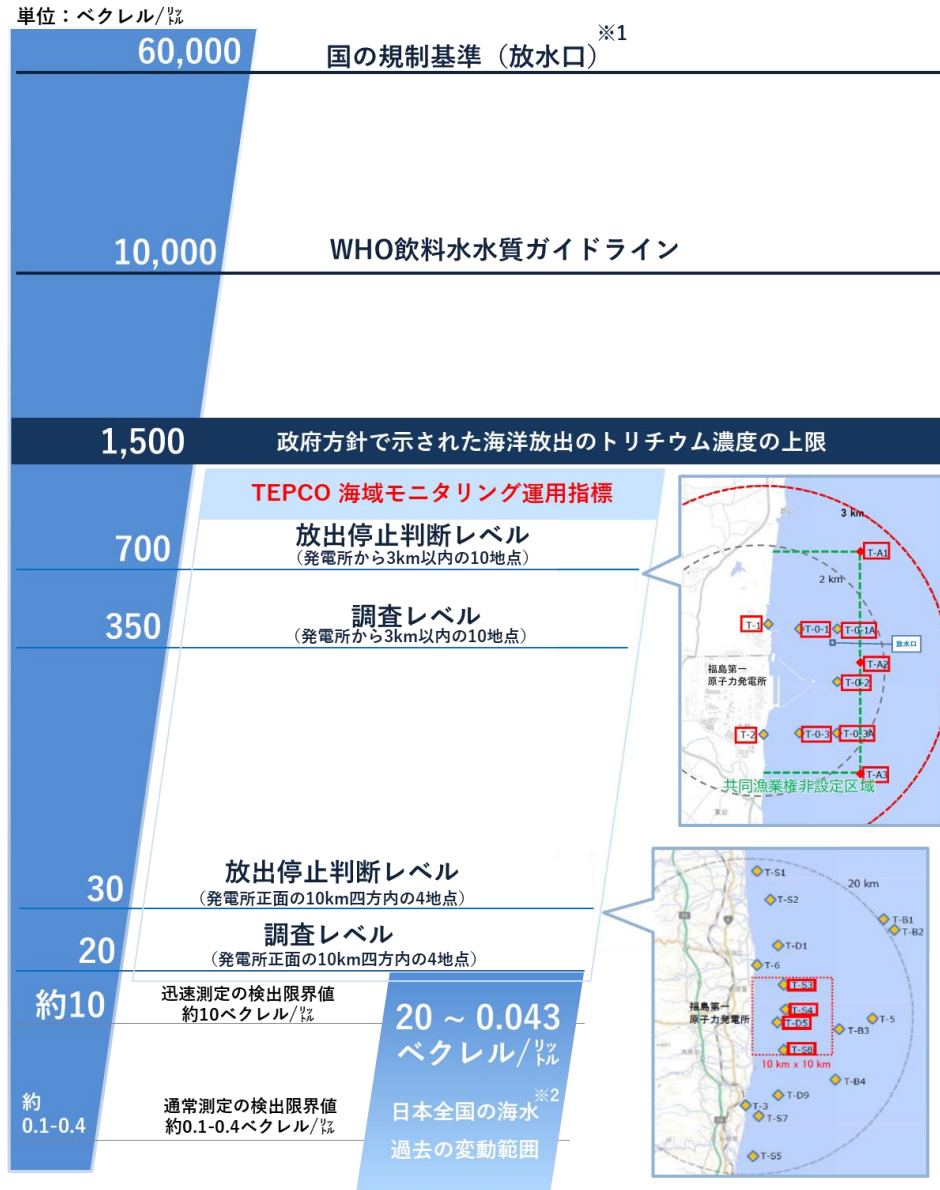 単位：ベクレル/㍑
60,000
国の規制基準（放水口）※1
10,000
WHO飲料水水質ガイドライン
1,500
政府方針で示された海洋放出のトリチウム濃度の上限
TEPCO 海域モニタリング運用指標
700
放出停止判断レベル
（発電所から3km以内の10地点）
350
調査レベル
（発電所から3km以内の10地点）
3 km
T-A1
2 km
T-1
T-0-1
T-0-1A
放水口
T-A2
福島第一
原子力発電所
T-0-2
T-2
T-0-3
T-0-3A
T-A3
共同漁業権非設定区域
30
放出停止判断レベル
（発電所正面の10km四方内の4地点）
20
調査レベル
（発電所正面の10km四方内の4地点）
約10
迅速測定の検出限界値
約10ベクレル/㍑
20 ~ 0.043
ベクレル/㍑
日本全国の海水※2
過去の変動範囲
約
0.1-0.4
通常測定の検出限界値
約0.1-0.4ベクレル/㍑
T-S1
20 km
T-S2
T-B1
T-B2
T-D1
T-6
T-S3
福島第一
原子力発電所
T-S4
T-D5
T-5
T-B3
T-S8
10 km x 10 km
T-B4
T-D9
T-3
T-S7
T-S5